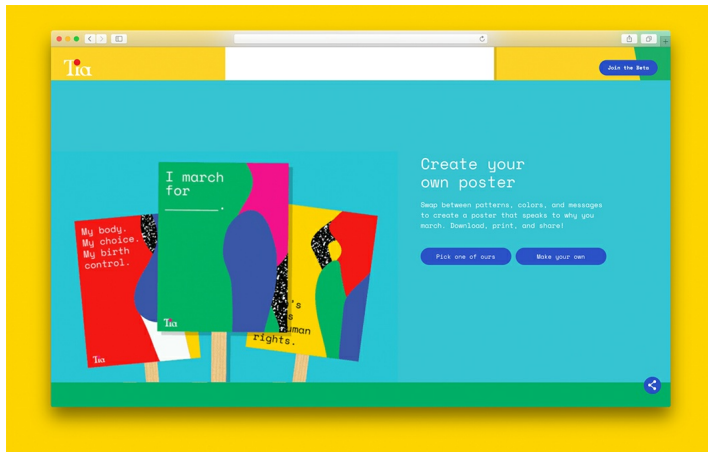 Tia
Join the Beta
Create your
own poster
Swap between patterns, colors, and messages
to create a poster that speaks to why you
march. Download, print, and share!
Pick one of ours
Make your own
My body.
My choice.
My birth
control.
Tia
I march
for
________.
Tia
's
s
uman
rights.